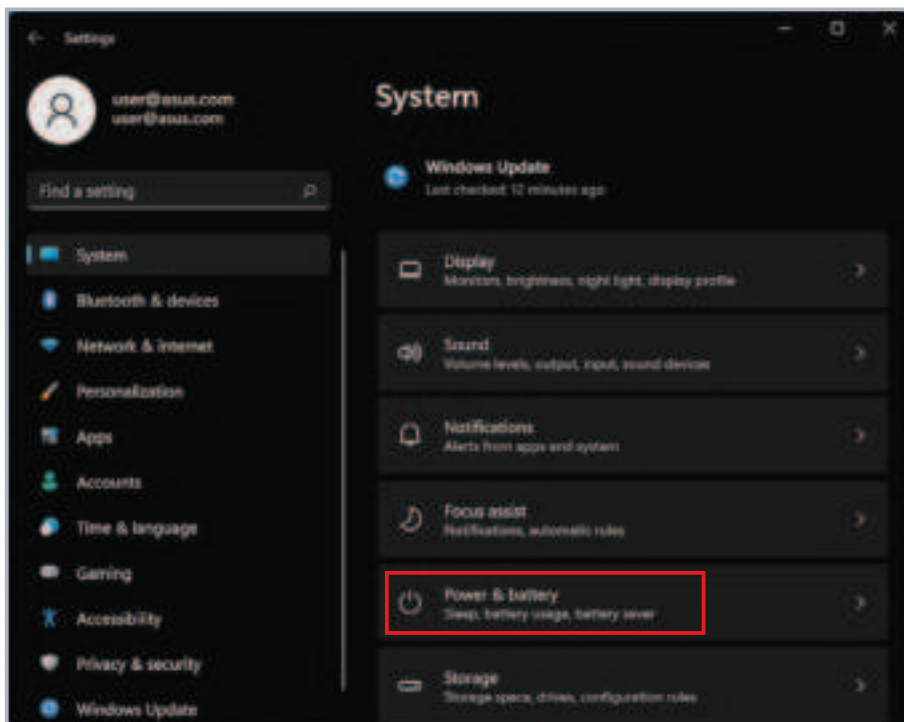 Settings
user@asus.com
user@asus.com
Find a setting
System
Bluetooth & devices
Network & internet
Personalization
Apps
Accounts
Time & language
Gaming
Accessibility
Privacy & security
Windows Update
System
Windows Update
Last checked: 12 minutes ago
Display
Monitors, brightness, night light, display profile
Sound
Volume levels, output, input, sound devices
Notifications
Alerts from apps and system
Focus assist
Notifications, automatic rules
Power & battery
Sleep, battery usage, battery saver
Storage
Storage space, drives, configuration rules